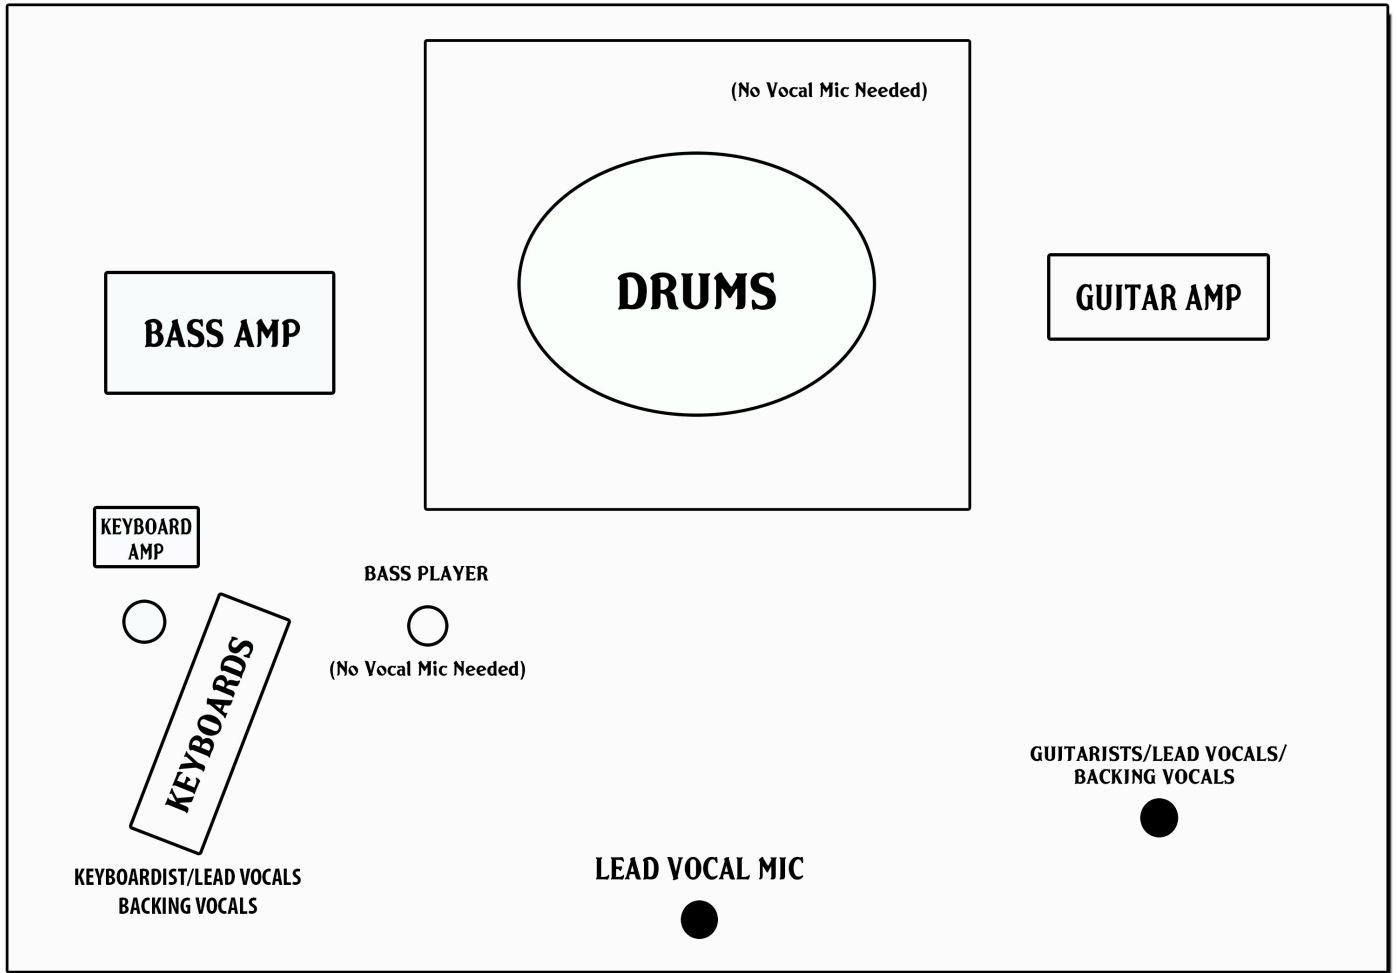 (No Vocal Mic Needed)
DRUMS
BASS AMP
GUITAR AMP
KEYBOARD
AMP
BASS PLAYER
(No Vocal Mic Needed)
KEYBOARDS
GUITARISTS/LEAD VOCALS/
BACKING VOCALS
KEYBOARDIST/LEAD VOCALS
BACKING VOCALS
LEAD VOCAL MIC